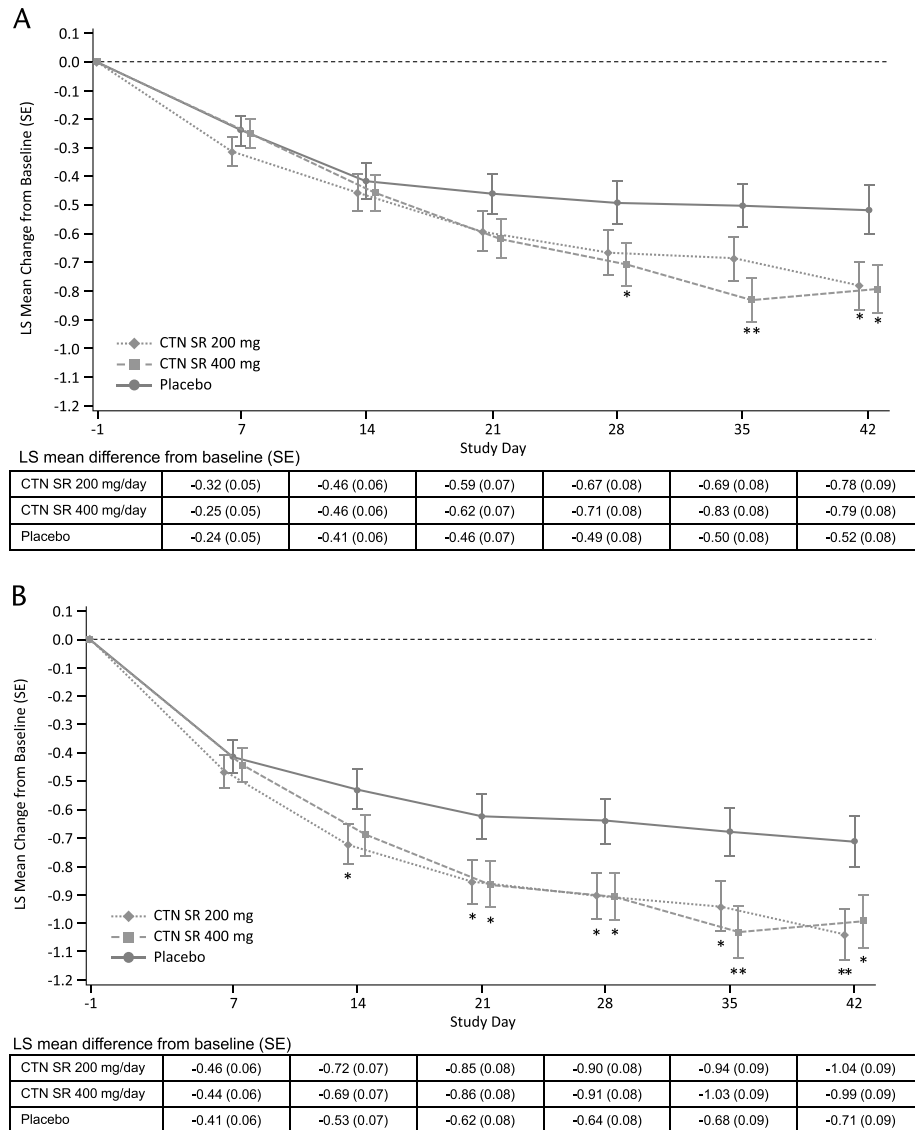 A
LS Mean Change from Baseline (SE)
0.1
0.0
-0.1
-0.2
-0.3
-0.4
-0.5
-0.6
-0.7
-0.8
-0.9
-1.0
-1.1
-1.2
* ** * *
CTN SR 200 mg
CTN SR 400 mg
Placebo
-1 7 14 21 28 35 42
Study Day
LS mean difference from baseline (SE)
CTN SR 200 mg/day -0.32 (0.05) -0.46 (0.06) -0.59 (0.07) -0.67 (0.08) -0.69 (0.08) -0.78 (0.09)
CTN SR 400 mg/day -0.25 (0.05) -0.46 (0.06) -0.62 (0.07) -0.71 (0.08) -0.83 (0.08) -0.79 (0.08)
Placebo -0.24 (0.05) -0.41 (0.06) -0.46 (0.07) -0.49 (0.08) -0.50 (0.08) -0.52 (0.08)
B
LS Mean Change from Baseline (SE)
0.1
0.0
-0.1
-0.2
-0.3
-0.4
-0.5
-0.6
-0.7
-0.8
-0.9
-1.0
-1.1
-1.2
* * * * * * ** ** *
CTN SR 200 mg
CTN SR 400 mg
Placebo
-1 7 14 21 28 35 42
Study Day
LS mean difference from baseline (SE)
CTN SR 200 mg/day -0.46 (0.06) -0.72 (0.07) -0.85 (0.08) -0.90 (0.08) -0.94 (0.09) -1.04 (0.09)
CTN SR 400 mg/day -0.44 (0.06) -0.69 (0.07) -0.86 (0.08) -0.91 (0.08) -1.03 (0.09) -0.99 (0.09)
Placebo -0.41 (0.06) -0.53 (0.07) -0.62 (0.08) -0.64 (0.08) -0.68 (0.09) -0.71 (0.09)